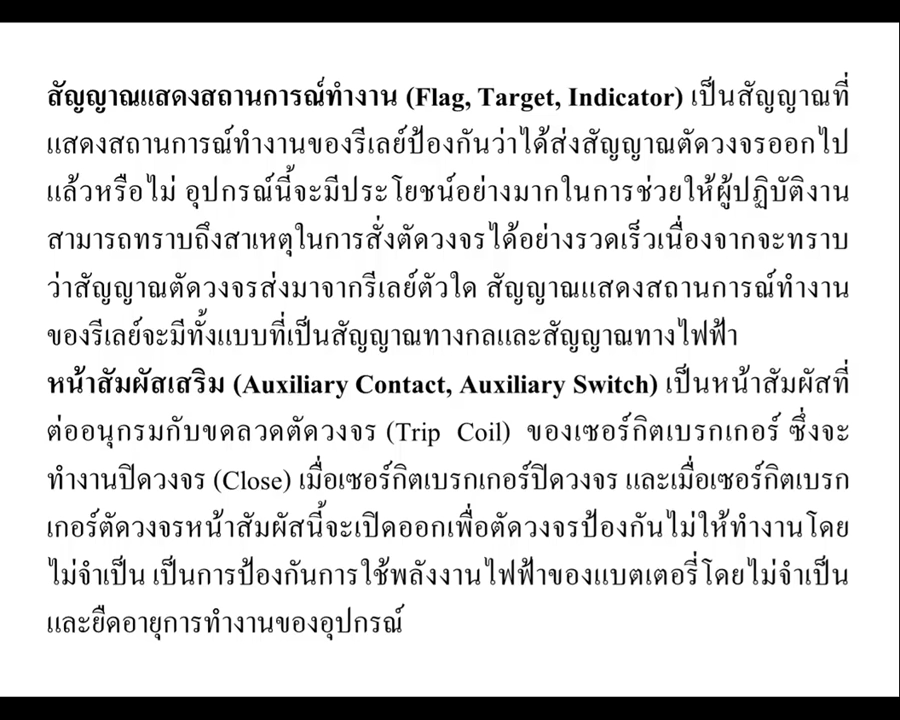 สัญญาณแสดงสถานการณ์ทำงาน (Flag, Target, Indicator) เป็นสัญญาณที่
แสดงสถานการณ์ทำงานของรีเลย์ป้องกันว่าได้ส่งสัญญาณตัดวงจรออกไป
แล้วหรือไม่ อุปกรณ์นี้จะมีประโยชน์อย่างมากในการช่วยให้ผู้ปฏิบัติงาน
สามารถทราบถึงสาเหตุในการสั่งตัดวงจรได้อย่างรวดเร็วเนื่องจากจะทราบ
ว่าสัญญาณตัดวงจรส่งมาจากรีเลย์ตัวใด สัญญาณแสดงสถานการณ์ทำงาน
ของรีเลย์จะมีทั้งแบบที่เป็นสัญญาณทางกลและสัญญาณทางไฟฟ้า
หน้าสัมผัสเสริม (Auxiliary Contact, Auxiliary Switch) เป็นหน้าสัมผัสที่
ต่ออนุกรมกับขดลวดตัดวงจร (Trip Coil) ของเซอร์กิตเบรกเกอร์ ซึ่งจะ
ทำงานปิดวงจร (Close) เมื่อเซอร์กิตเบรกเกอร์ปิดวงจร และเมื่อเซอร์กิตเบรก
เกอร์ตัดวงจรหน้าสัมผัสนี้จะเปิดออกเพื่อตัดวงจรป้องกันไม่ให้ทำงานโดย
ไม่จำเป็น เป็นการป้องกันการใช้พลังงานไฟฟ้าของแบตเตอรี่โดยไม่จำเป็น
และยืดอายุการทำงานของอุปกรณ์